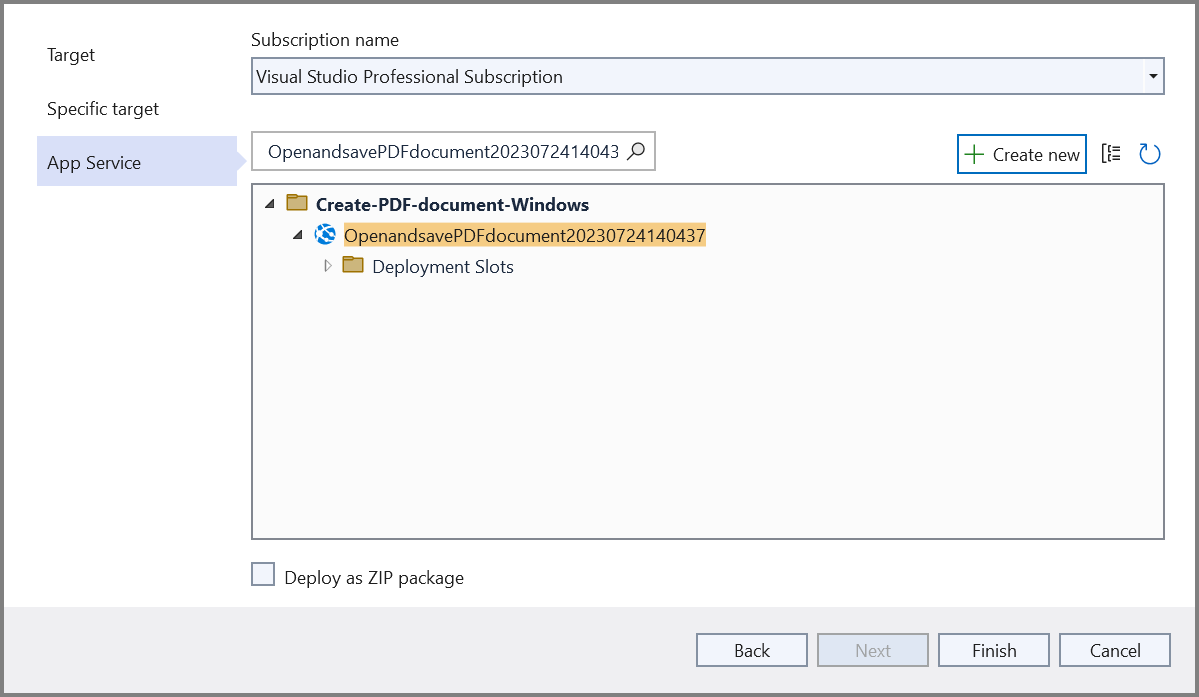 Target
Specific target
App Service
Subscription name
Visual Studio Professional Subscription
OpenandsavePDFdocument2023072414043
Create new
Create-PDF-document-Windows
OpenandsavePDFdocument20230724140437
Deployment Slots
Deploy as ZIP package
Back
Next
Finish
Cancel